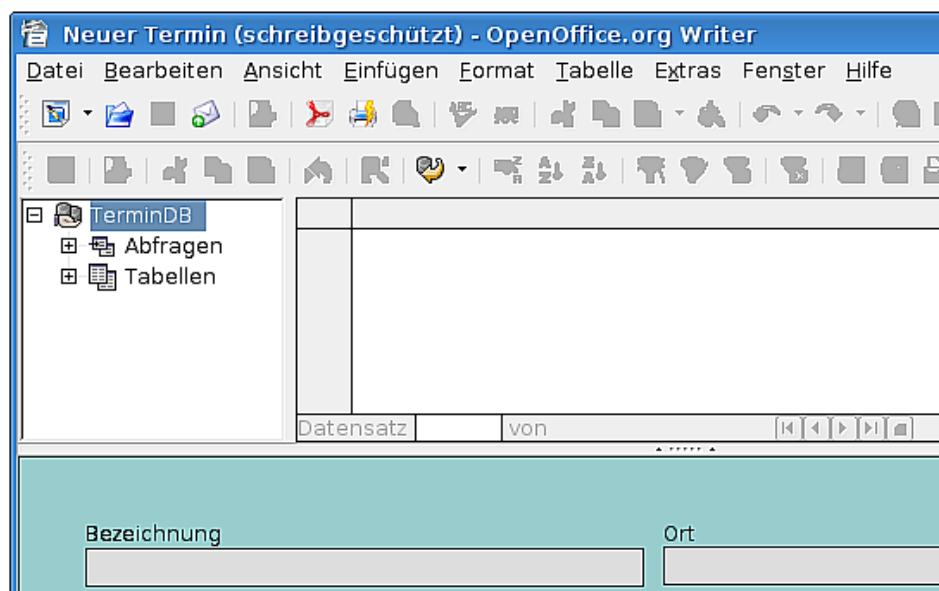 Neuer Termin (schreibgeschützt) - OpenOffice.org Writer
Datei Bearbeiten Ansicht Einfügen Format Tabelle Extras Fenster Hilfe
TerminDB
Abfragen
Tabellen
Datensatz von
Bezeichnung Ort